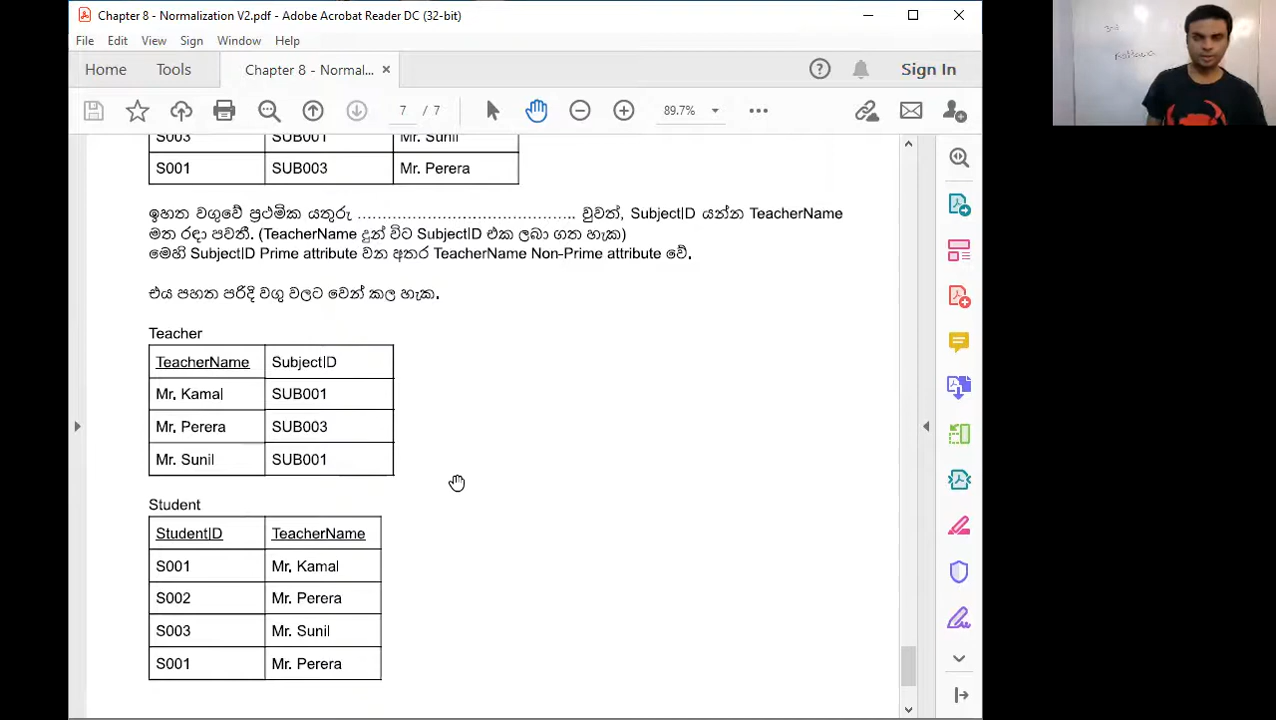 Chapter 8 - Normalization V2.pdf - Adobe Acrobat Reader DC (32-bit)
File Edit View Sign Window Help
Home Tools Chapter 8 - Normal... × Sign In
7 / 7 89.7%
S003 SUB001 Mr. Sunil
S001 SUB003 Mr. Perera
ඉහත වගුවේ ප්‍රථමික යතුරු ............................................. වුවත්, SubjectID යන්න TeacherName
මත රඳා පවතී. (TeacherName දුන් විට SubjectID එක ලබා ගත හැක)
මෙහි SubjectID Prime attribute වන අතර TeacherName Non-Prime attribute වේ.
එය පහත පරිදි වගු වලට වෙන් කල හැක.
Teacher
TeacherName SubjectID
Mr. Kamal SUB001
Mr. Perera SUB003
Mr. Sunil SUB001
Student
StudentID TeacherName
S001 Mr. Kamal
S002 Mr. Perera
S003 Mr. Sunil
S001 Mr. Perera